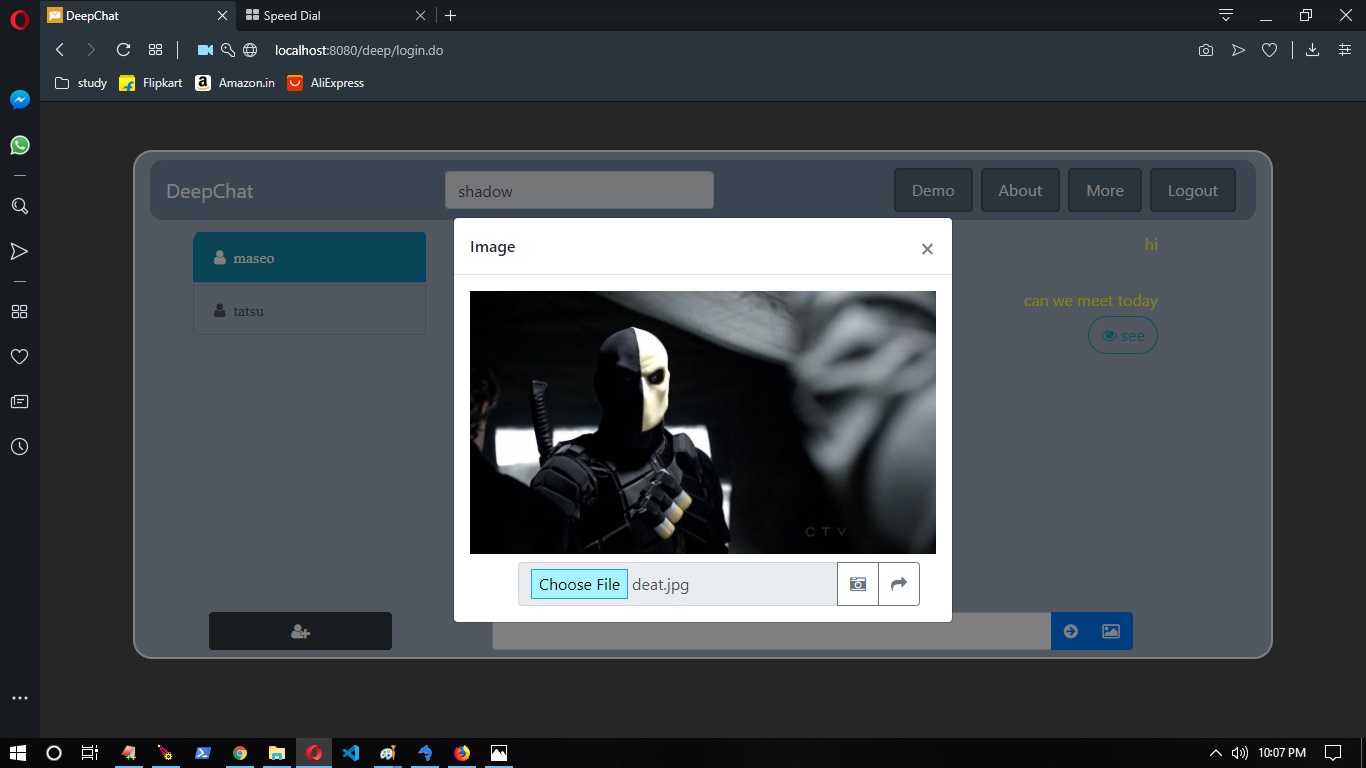 DeepChat
Speed Dial
localhost:8080/deep/login.do
study Flipkart Amazon.in AliExpress
DeepChat shadow Demo About More Logout
maseo
tatsu
Image ×
CTV
Choose File deat.jpg
hi
can we meet today
see
10:07 PM